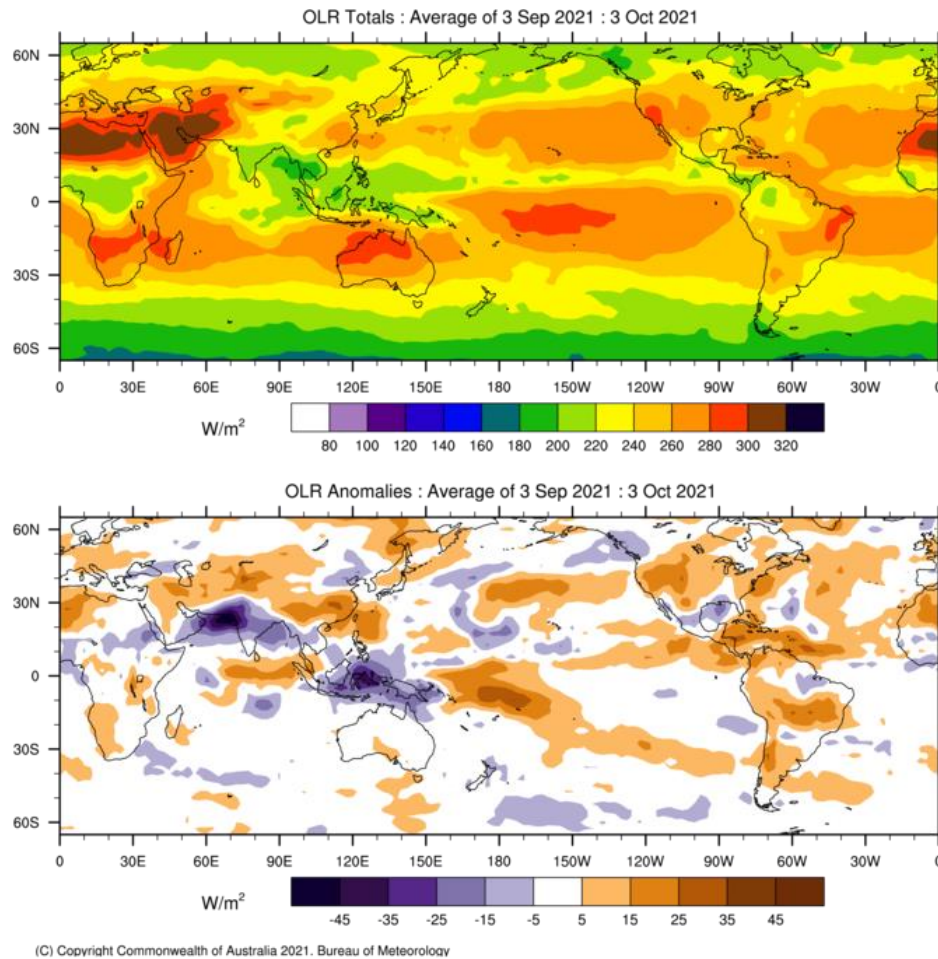 OLR Totals : Average of 3 Sep 2021 : 3 Oct 2021
60N
30N
0
30S
60S
0 30E 60E 90E 120E 150E 180 150W 120W 90W 60W 30W 0
W/m²
80 100 120 140 160 180 200 220 240 260 280 300 320
OLR Anomalies : Average of 3 Sep 2021 : 3 Oct 2021
60N
30N
0
30S
60S
0 30E 60E 90E 120E 150E 180 150W 120W 90W 60W 30W 0
W/m²
-45 -35 -25 -15 -5 5 15 25 35 45
(C) Copyright Commonwealth of Australia 2021. Bureau of Meteorology